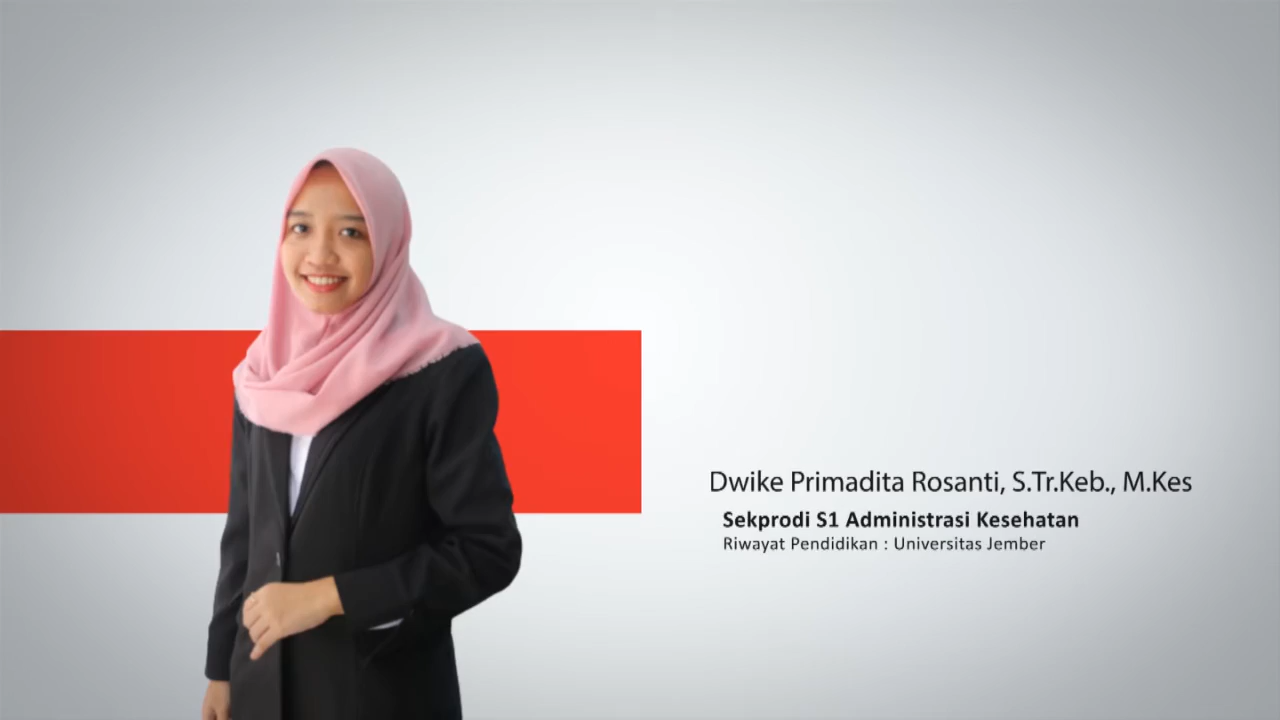 Dwike Primadita Rosanti, S.Tr.Keb., M.Kes
Sekprodi S1 Administrasi Kesehatan
Riwayat Pendidikan : Universitas Jember